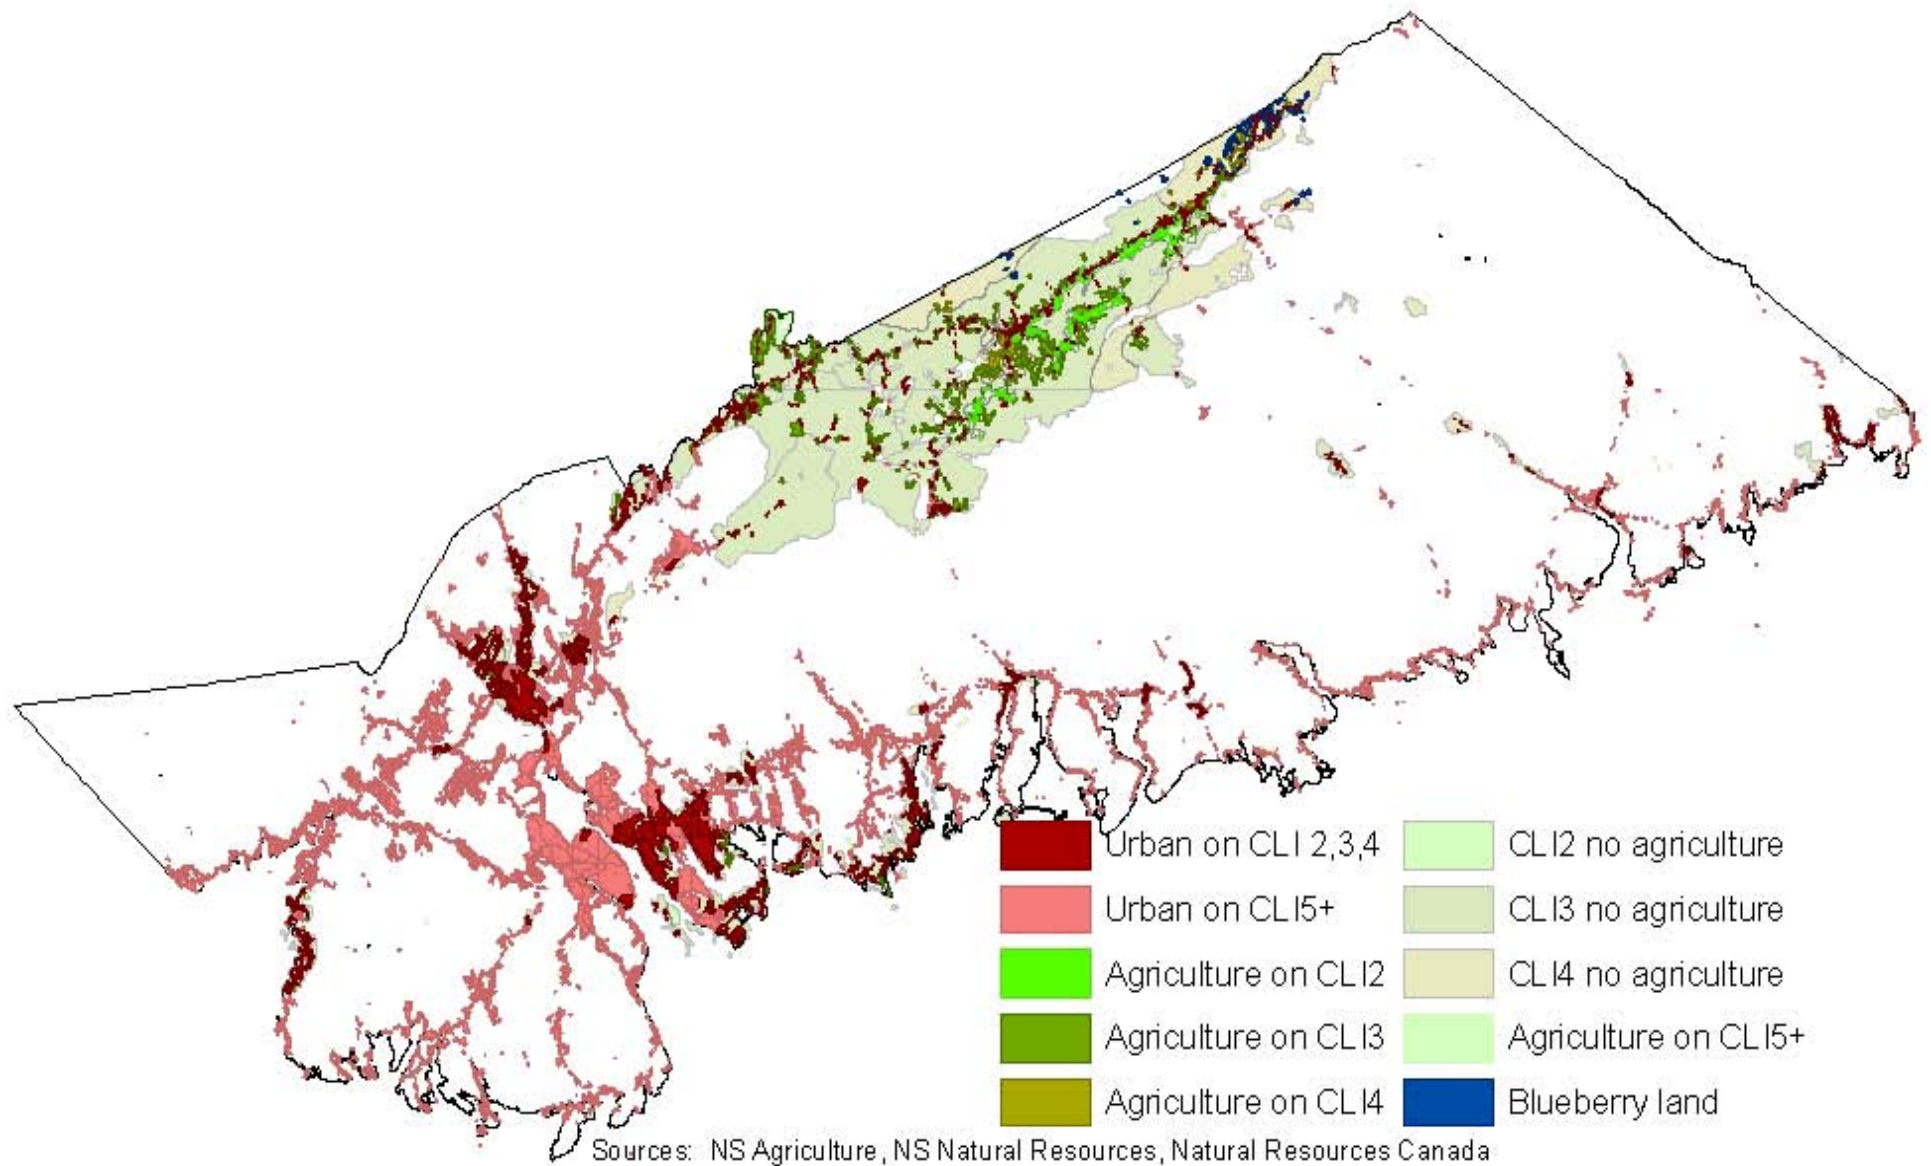 Urban on CLI 2,3,4
Urban on CLI5+
Agriculture on CLI2
Agriculture on CLI3
Agriculture on CLI4
CLI2 no agriculture
CLI3 no agriculture
CLI4 no agriculture
Agriculture on CLI5+
Blueberry land
Sources: NS Agriculture, NS Natural Resources, Natural Resources Canada